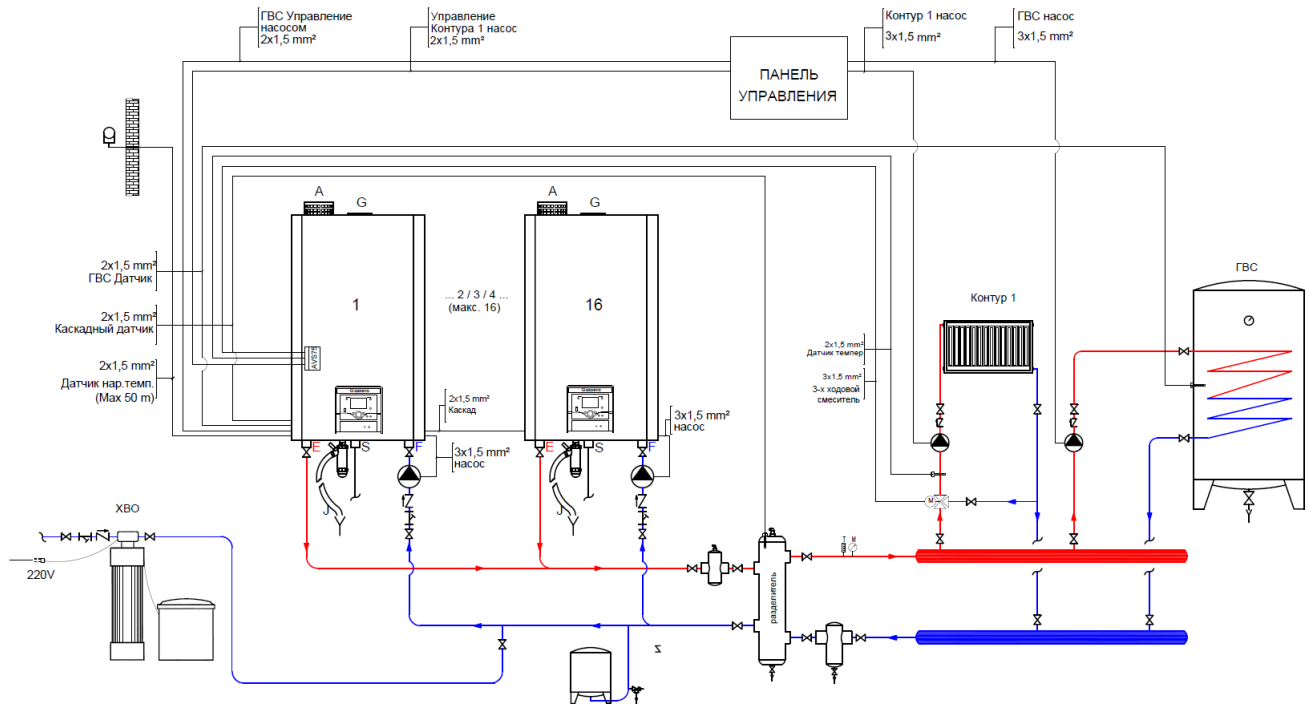 ГВС Управление
насосом
2x1,5 mm²
Управление
Контура 1 насос
2x1,5 mm²
Контур 1 насос
3x1,5 mm²
ГВС насос
3x1,5 mm²
ПАНЕЛЬ
УПРАВЛЕНИЯ
A
G
A
G
2x1,5 mm²
ГВС Датчик
1
... 2 / 3 / 4 ...
(макс. 16)
16
ГВС
Контур 1
2x1,5 mm²
Каскадный датчик
AVS75
2x1,5 mm²
Датчик темпер
2x1,5 mm²
Датчик нар.темп.
(Max 50 m)
3x1,5 mm²
3-х ходовой
смеситель
2x1,5 mm²
Каскад
3x1,5 mm²
насос
E
S
F
E
S
F
3x1,5 mm²
насос
M
J
J
ХВО
T
M
220V
разделитель
Z